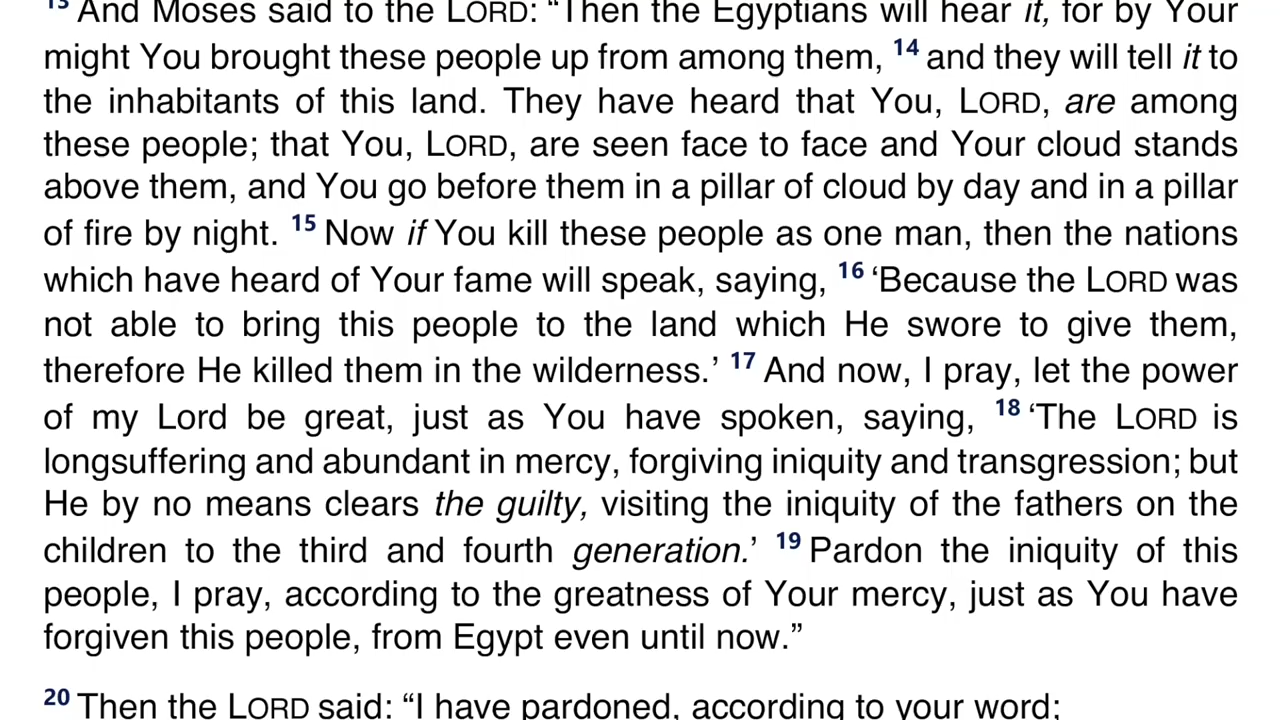 13 And Moses said to the LORD: “Then the Egyptians will hear it, for by Your
might You brought these people up from among them, 14 and they will tell it to
the inhabitants of this land. They have heard that You, LORD, are among
these people; that You, LORD, are seen face to face and Your cloud stands
above them, and You go before them in a pillar of cloud by day and in a pillar
of fire by night. 15 Now if You kill these people as one man, then the nations
which have heard of Your fame will speak, saying, 16 ‘Because the LORD was
not able to bring this people to the land which He swore to give them,
therefore He killed them in the wilderness.’ 17 And now, I pray, let the power
of my Lord be great, just as You have spoken, saying, 18 ‘The LORD is
longsuffering and abundant in mercy, forgiving iniquity and transgression; but
He by no means clears the guilty, visiting the iniquity of the fathers on the
children to the third and fourth generation.’ 19 Pardon the iniquity of this
people, I pray, according to the greatness of Your mercy, just as You have
forgiven this people, from Egypt even until now.”
20 Then the LORD said: “I have pardoned, according to your word;